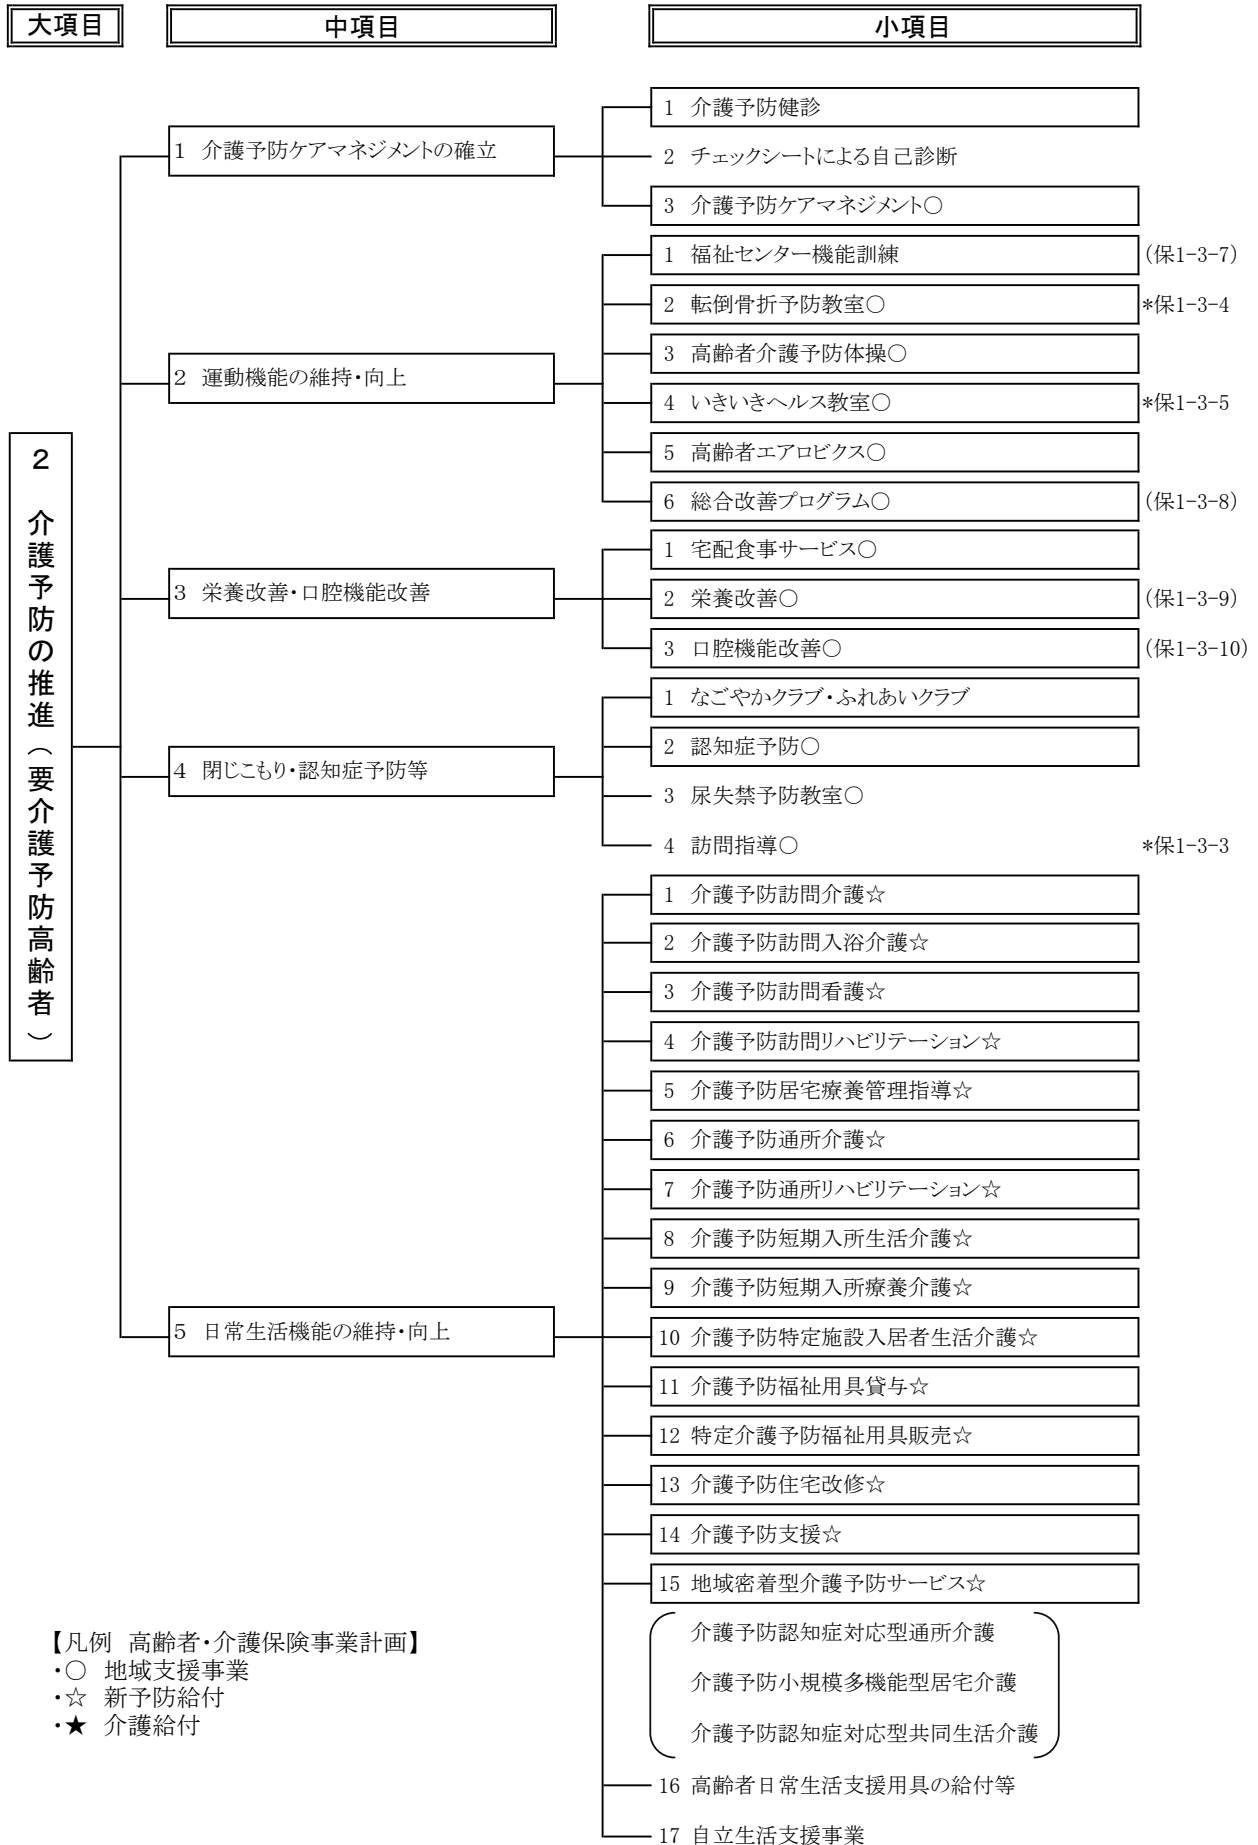 大項目
中項目
小項目
2 介護予防の推進（要介護予防高齢者）
1 介護予防ケアマネジメントの確立
1 介護予防健診
2 チェックシートによる自己診断
3 介護予防ケアマネジメント○
2 運動機能の維持・向上
1 福祉センター機能訓練 (保1-3-7)
2 転倒骨折予防教室○ *保1-3-4
3 高齢者介護予防体操○
4 いきいきヘルス教室○ *保1-3-5
5 高齢者エアロビクス○
6 総合改善プログラム○ (保1-3-8)
3 栄養改善・口腔機能改善
1 宅配食事サービス○
2 栄養改善○ (保1-3-9)
3 口腔機能改善○ (保1-3-10)
4 閉じこもり・認知症予防等
1 なごやかクラブ・ふれあいクラブ
2 認知症予防○
3 尿失禁予防教室○
4 訪問指導○ *保1-3-3
5 日常生活機能の維持・向上
1 介護予防訪問介護☆
2 介護予防訪問入浴介護☆
3 介護予防訪問看護☆
4 介護予防訪問リハビリテーション☆
5 介護予防居宅療養管理指導☆
6 介護予防通所介護☆
7 介護予防通所リハビリテーション☆
8 介護予防短期入所生活介護☆
9 介護予防短期入所療養介護☆
10 介護予防特定施設入居者生活介護☆
11 介護予防福祉用具貸与☆
12 特定介護予防福祉用具販売☆
13 介護予防住宅改修☆
14 介護予防支援☆
15 地域密着型介護予防サービス☆
介護予防認知症対応型通所介護
介護予防小規模多機能型居宅介護
介護予防認知症対応型共同生活介護
16 高齢者日常生活支援用具の給付等
17 自立生活支援事業
【凡例 高齢者・介護保険事業計画】
・○ 地域支援事業
・☆ 新予防給付
・★ 介護給付